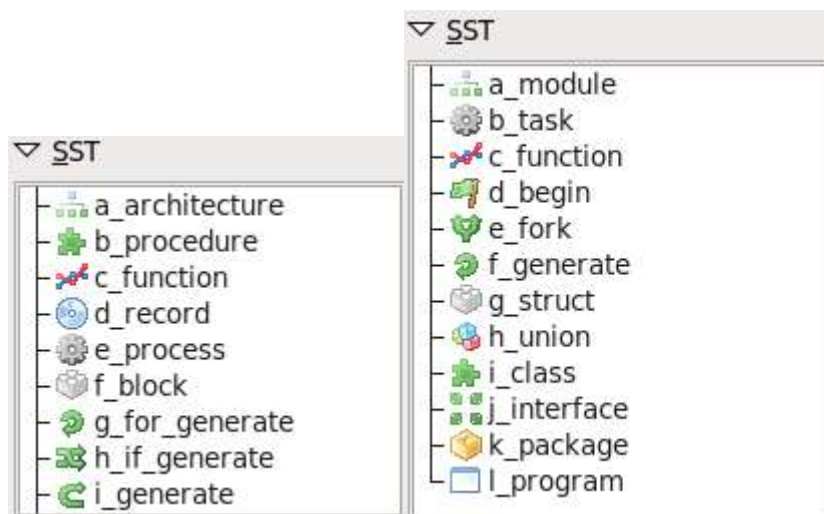 SST
a_architecture
b_procedure
c_function
d_record
e_process
f_block
g_for_generate
h_if_generate
i_generate
SST
a_module
b_task
c_function
d_begin
e_fork
f_generate
g_struct
h_union
i_class
j_interface
k_package
l_program